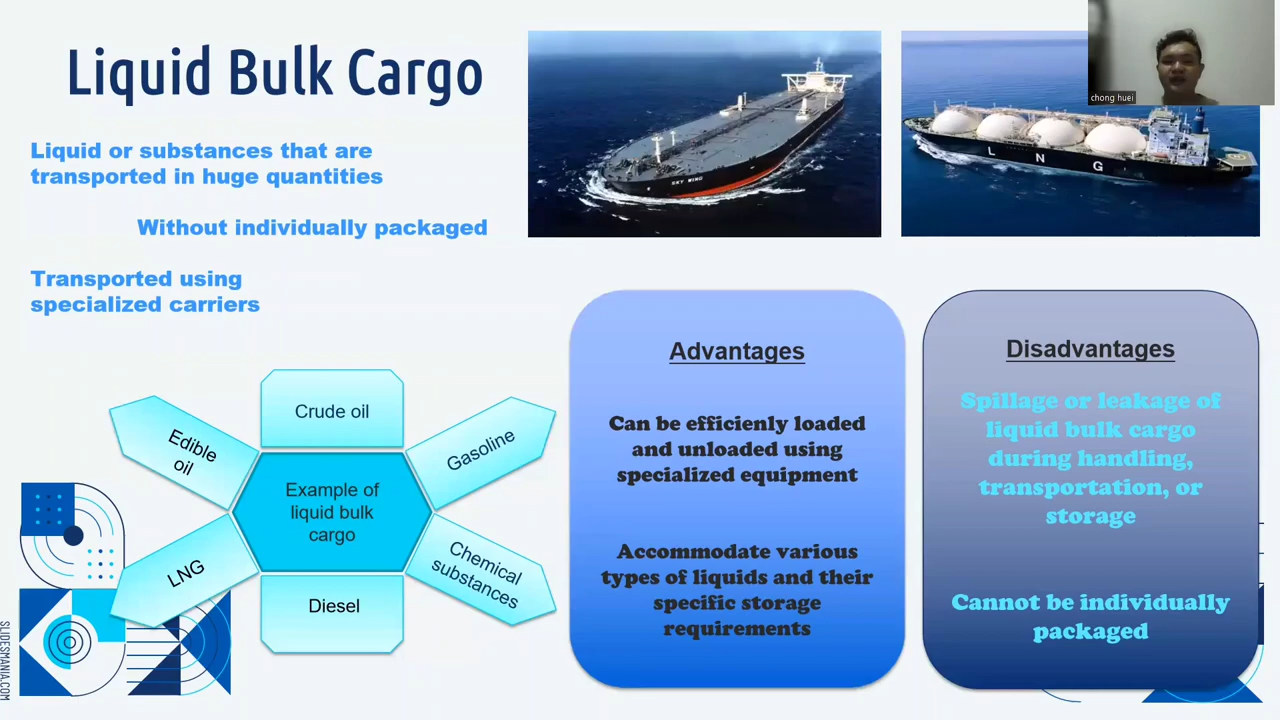 Liquid Bulk Cargo
Liquid or substances that are
transported in huge quantities
Without individually packaged
Transported using
specialized carriers
SKY WING
L N G
chong huei
Crude oil
Edible
oil
Gasoline
Example of
liquid bulk
cargo
LNG
Chemical
substances
Diesel
Advantages
Can be efficienly loaded
and unloaded using
specialized equipment
Accommodate various
types of liquids and their
specific storage
requirements
Disadvantages
Spillage or leakage of
liquid bulk cargo
during handling,
transportation, or
storage
Cannot be individually
packaged
SLIDESMANIA.COM